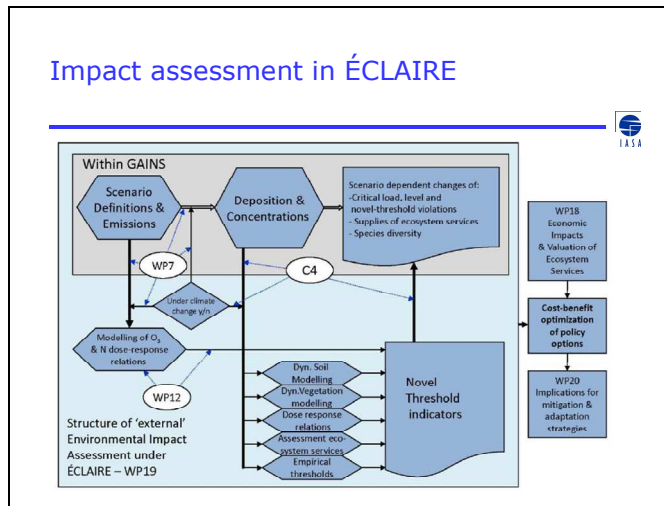 Impact assessment in ÉCLAIRE
IASA
Within GAINS
Scenario
Definitions &
Emissions
Deposition &
Concentrations
Scenario dependent changes of:
-Critical load, level and
novel-threshold violations
- Supplies of ecosystem services
- Species diversity
WP7
C4
Under climate
change y/n
Modelling of O3
& N dose-response
relations
WP12
Dyn. Soil
Modelling
Dyn.Vegetation
modelling
Dose response
relations
Assessment eco-
system services
Empirical
thresholds
Novel
Threshold
indicators
Structure of 'external'
Environmental Impact
Assessment under
ÉCLAIRE – WP19
WP18
Economic
Impacts
& Valuation of
Ecosystem
Services
Cost-benefit
optimization
of policy
options
WP20
Implications for
mitigation &
adaptation
strategies